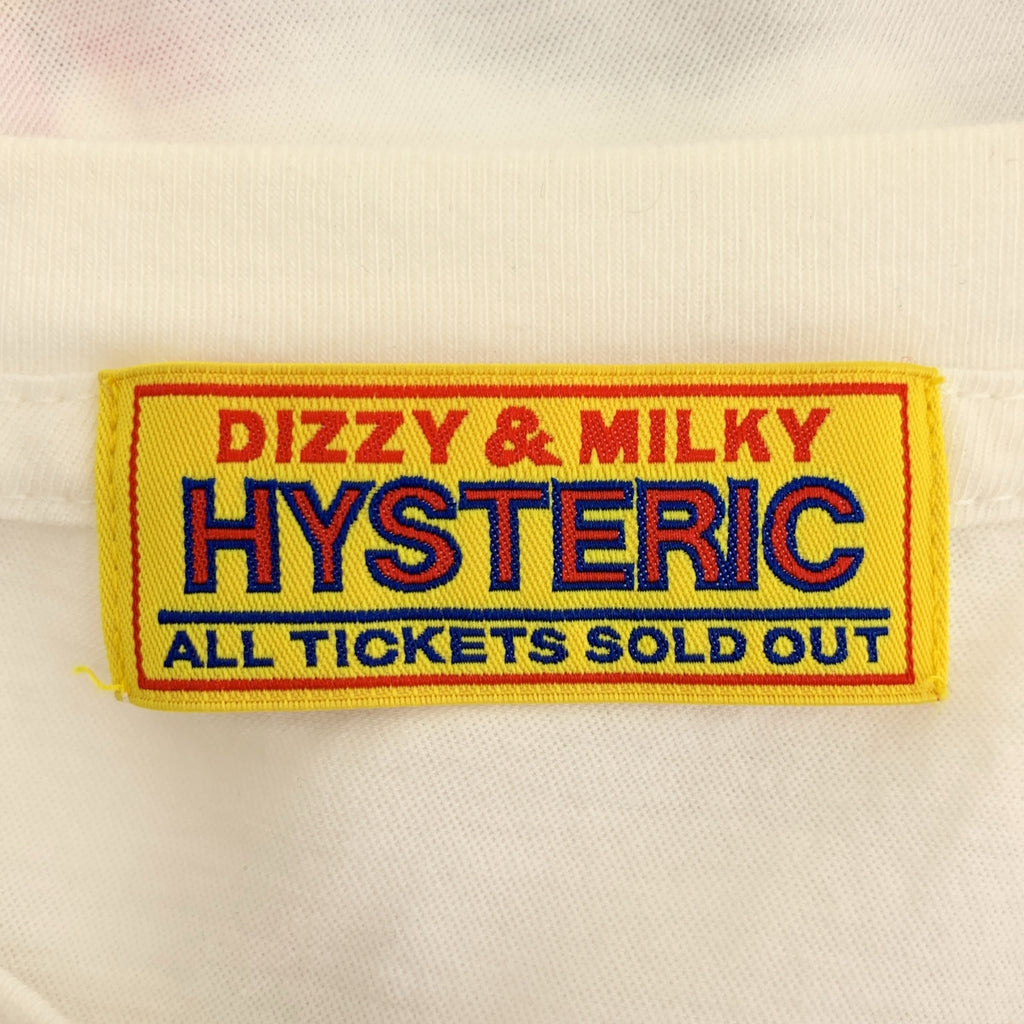 DIZZY & MILKY
HYSTERIC
ALL TICKETS SOLD OUT